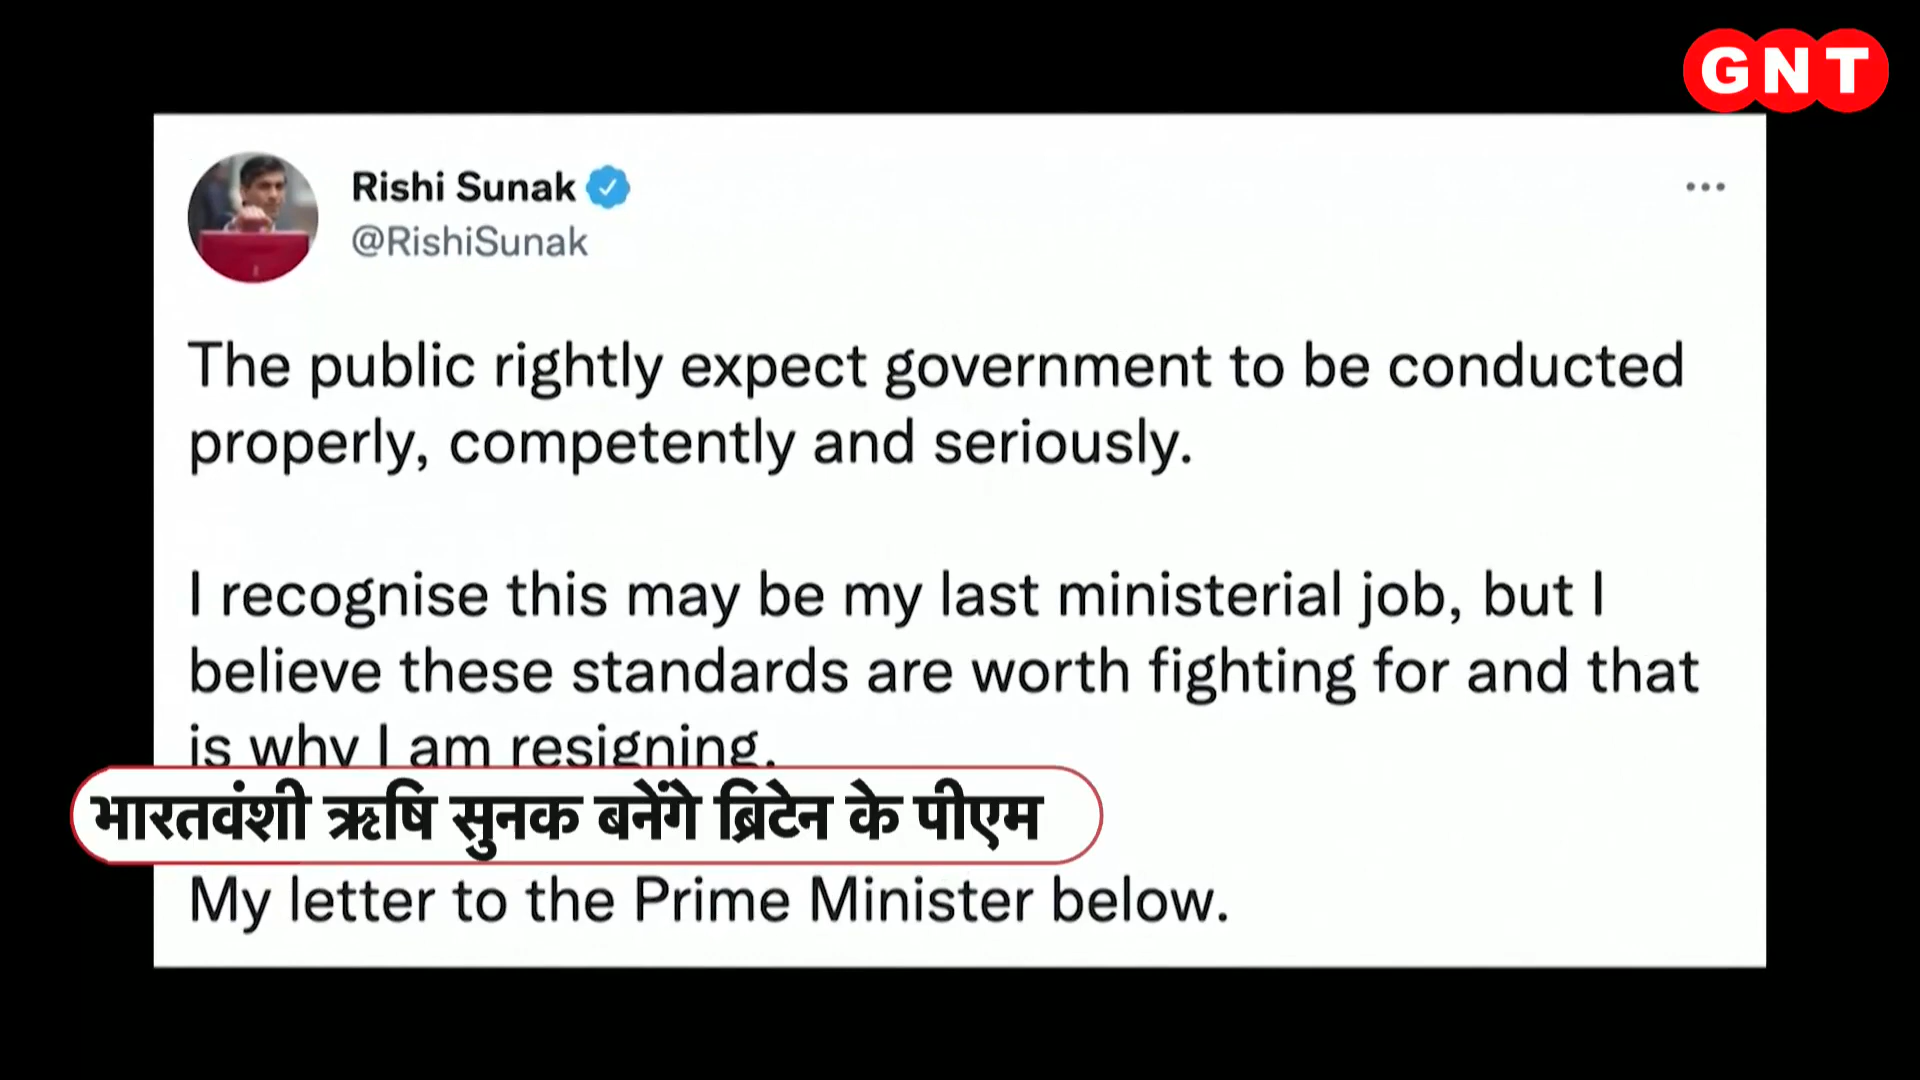 GNT
Rishi Sunak
@RishiSunak
The public rightly expect government to be conducted
properly, competently and seriously.
I recognise this may be my last ministerial job, but I
believe these standards are worth fighting for and that
is why I am resigning.
भारतवंशी ऋषि सुनक बनेंगे ब्रिटेन के पीएम
My letter to the Prime Minister below.